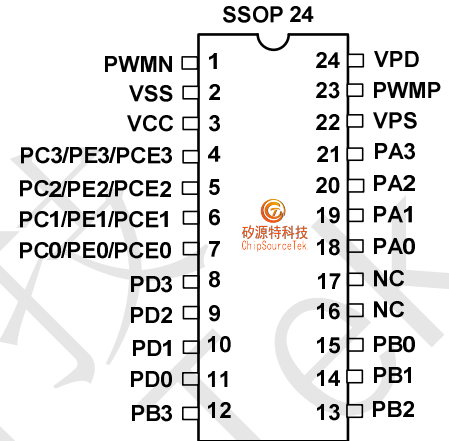 SSOP 24
PWMN 1 24 VPD
VSS 2 23 PWMP
VCC 3 22 VPS
PC3/PE3/PCE3 4 21 PA3
PC2/PE2/PCE2 5 20 PA2
PC1/PE1/PCE1 6 19 PA1
PC0/PE0/PCE0 7 18 PA0
矽源特科技
ChipSourceTek
PD3 8 17 NC
PD2 9 16 NC
PD1 10 15 PB0
PD0 11 14 PB1
PB3 12 13 PB2
技
Tek